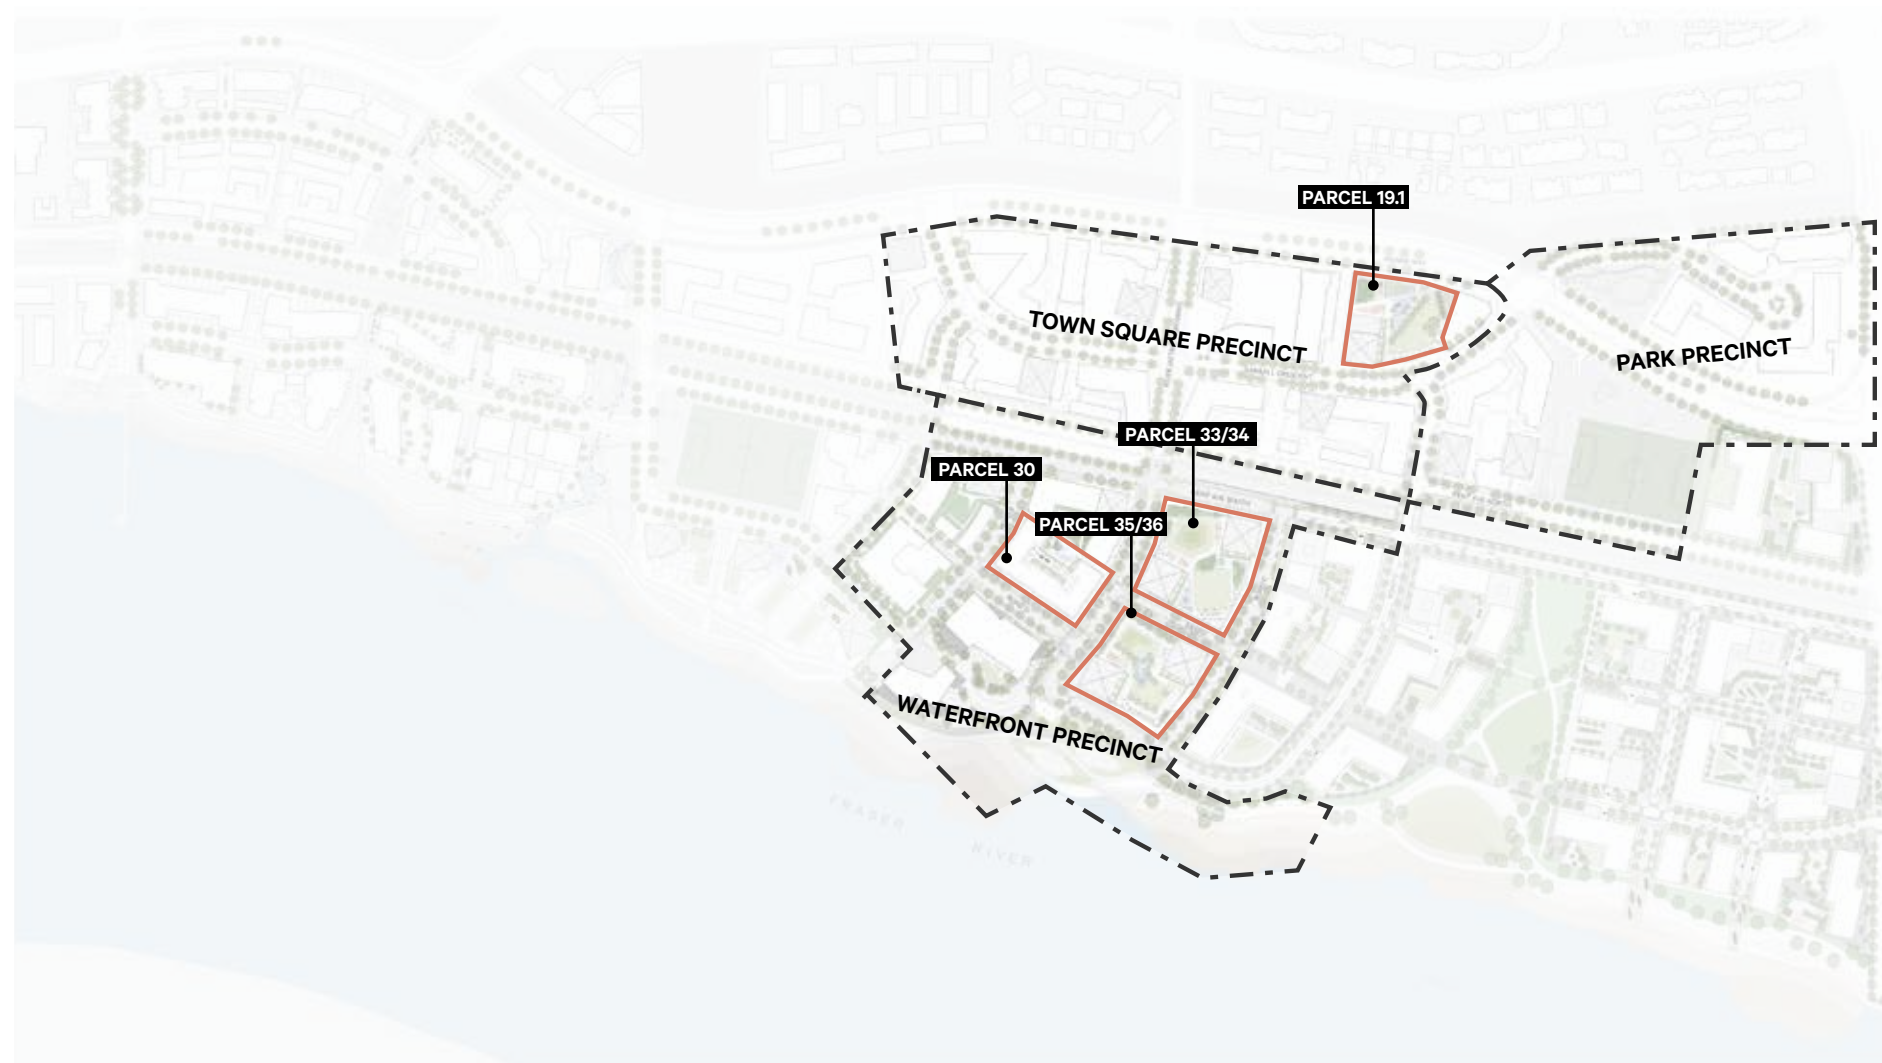 PARCEL 19.1
TOWN SQUARE PRECINCT
PARK PRECINCT
PARCEL 33/34
PARCEL 30
PARCEL 35/36
WATERFRONT PRECINCT
FRASER
RIVER